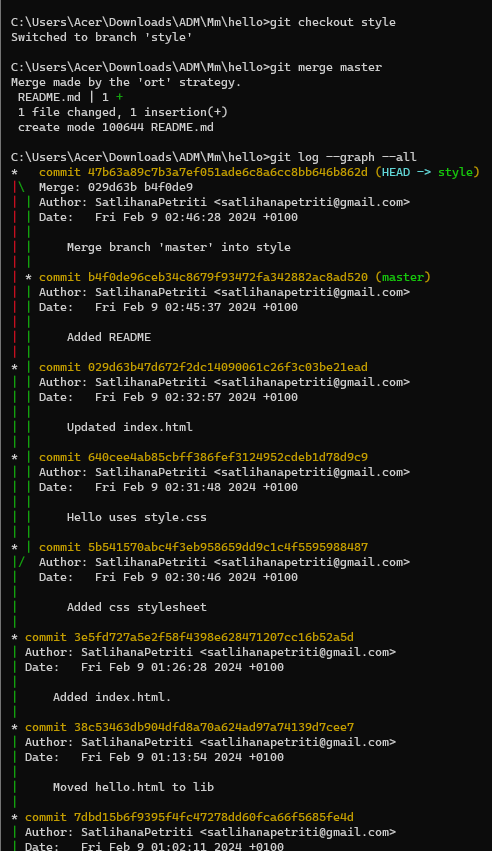 C:\Users\Acer\Downloads\ADM\Mm\hello>git checkout style
Switched to branch 'style'
C:\Users\Acer\Downloads\ADM\Mm\hello>git merge master
Merge made by the 'ort' strategy.
 README.md | 1 +
 1 file changed, 1 insertion(+)
 create mode 100644 README.md
C:\Users\Acer\Downloads\ADM\Mm\hello>git log --graph --all
*   commit 47b63a89c7b3a7ef051ade6c8a6cc8bb646b862d (HEAD -> style)
|\  Merge: 029d63b b4f0de9
| | Author: SatlihanaPetriti <satlihanapetriti@gmail.com>
| | Date:   Fri Feb 9 02:46:28 2024 +0100
| |
| |     Merge branch 'master' into style
| |
| * commit b4f0de96ceb34c8679f93472fa342882ac8ad520 (master)
| | Author: SatlihanaPetriti <satlihanapetriti@gmail.com>
| | Date:   Fri Feb 9 02:45:37 2024 +0100
| |
| |     Added README
| |
* | commit 029d63b47d672f2dc14090061c26f3c03be21ead
| | Author: SatlihanaPetriti <satlihanapetriti@gmail.com>
| | Date:   Fri Feb 9 02:32:57 2024 +0100
| |
| |     Updated index.html
| |
* | commit 640cee4ab85cbff386fef3124952cdeb1d78d9c9
| | Author: SatlihanaPetriti <satlihanapetriti@gmail.com>
| | Date:   Fri Feb 9 02:31:48 2024 +0100
| |
| |     Hello uses style.css
| |
* | commit 5b541570abc4f3eb958659dd9c1c4f5595988487
|/  Author: SatlihanaPetriti <satlihanapetriti@gmail.com>
|   Date:   Fri Feb 9 02:30:46 2024 +0100
|
|       Added css stylesheet
|
* commit 3e5fd727a5e2f58f4398e628471207cc16b52a5d
| Author: SatlihanaPetriti <satlihanapetriti@gmail.com>
| Date:   Fri Feb 9 01:26:28 2024 +0100
|
|     Added index.html.
|
* commit 38c53463db904dfd8a70a624ad97a74139d7cee7
| Author: SatlihanaPetriti <satlihanapetriti@gmail.com>
| Date:   Fri Feb 9 01:13:54 2024 +0100
|
|     Moved hello.html to lib
|
* commit 7dbd15b6f9395f4fc47278dd60fca66f5685fe4d
| Author: SatlihanaPetriti <satlihanapetriti@gmail.com>
| Date:   Fri Feb 9 01:02:11 2024 +0100